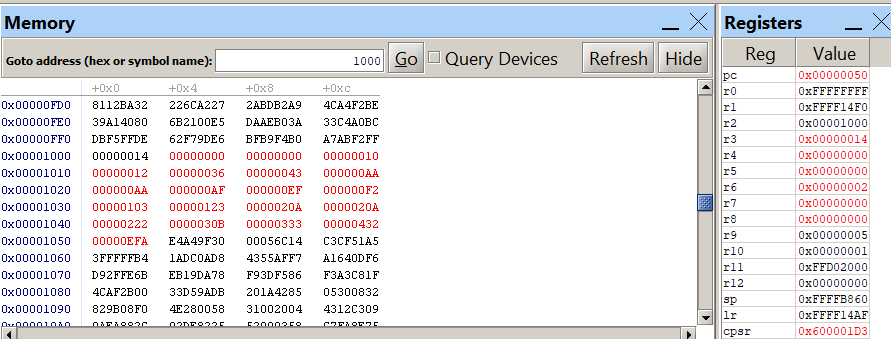 Memory
Goto address (hex or symbol name): 1000 Go Query Devices Refresh Hide
+0x0 +0x4 +0x8 +0xc
0x00000FD0 8112BA32 226CA227 2ABDB2A9 4CA4F2BE
0x00000FE0 39A14080 6B2100E5 DAAEB03A 33C4A0BC
0x00000FF0 DBF5FFDE 62F79DE6 BFB9F4B0 A7ABF2FF
0x00001000 00000014 00000000 00000000 00000010
0x00001010 00000012 00000036 00000043 000000AA
0x00001020 000000AA 000000AF 000000EF 000000F2
0x00001030 00000103 00000123 0000020A 0000020A
0x00001040 00000222 0000030B 00000333 00000432
0x00001050 00000EFA E4A49F30 00056C14 C3CF51A5
0x00001060 3FFFFFB4 1ADC0AD8 4355AFF7 A1640DF6
0x00001070 D92FFE6B EB19DA78 F93DF586 F3A3C81F
0x00001080 4CAF2B00 33D59ADB 201A4285 05300832
0x00001090 829B08F0 4E280058 31002004 4312C309
Registers
Reg Value
pc 0x00000050
r0 0xFFFFFFFF
r1 0xFFFF14F0
r2 0x00001000
r3 0x00000014
r4 0x00000000
r5 0x00000000
r6 0x00000002
r7 0x00000000
r8 0x00000000
r9 0x00000005
r10 0x00000001
r11 0xFFD02000
r12 0x00000000
sp 0xFFFFB860
lr 0xFFFF14AF
cpsr 0x600001D3